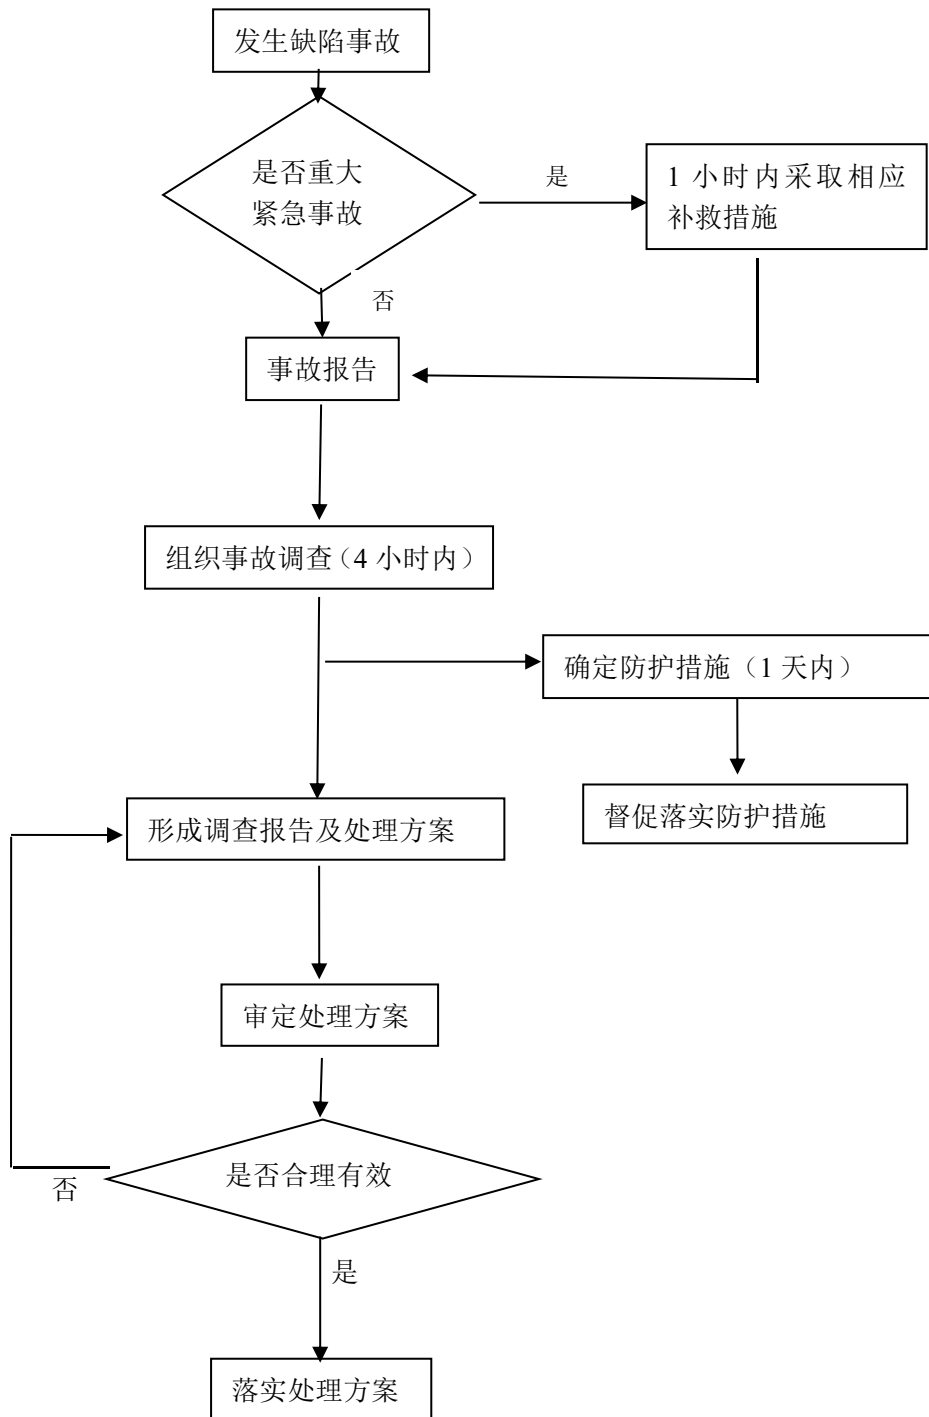 发生缺陷事故
是否重大
紧急事故
是
1 小时内采取相应
补救措施
否
事故报告
组织事故调查（4 小时内）
确定防护措施（1 天内）
督促落实防护措施
形成调查报告及处理方案
审定处理方案
是否合理有效
否
是
落实处理方案